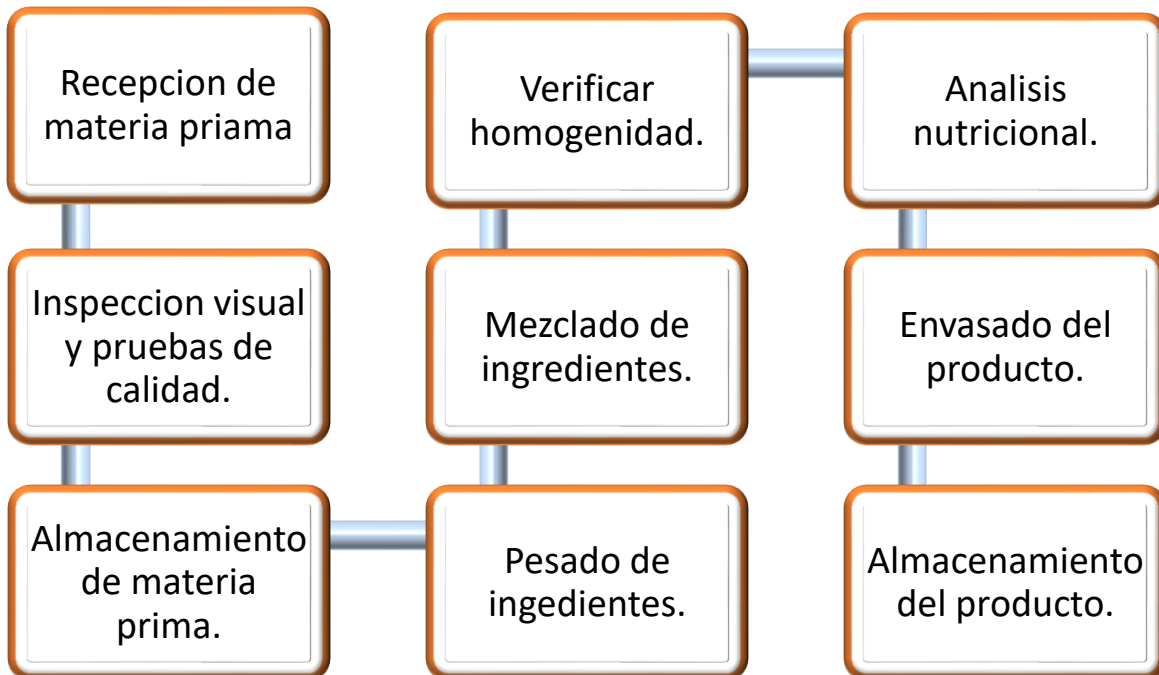 Recepcion de
materia priama
Inspeccion visual
y pruebas de
calidad.
Almacenamiento
de materia
prima.
Pesado de
ingedientes.
Mezclado de
ingredientes.
Verificar
homogenidad.
Analisis
nutricional.
Envasado del
producto.
Almacenamiento
del producto.